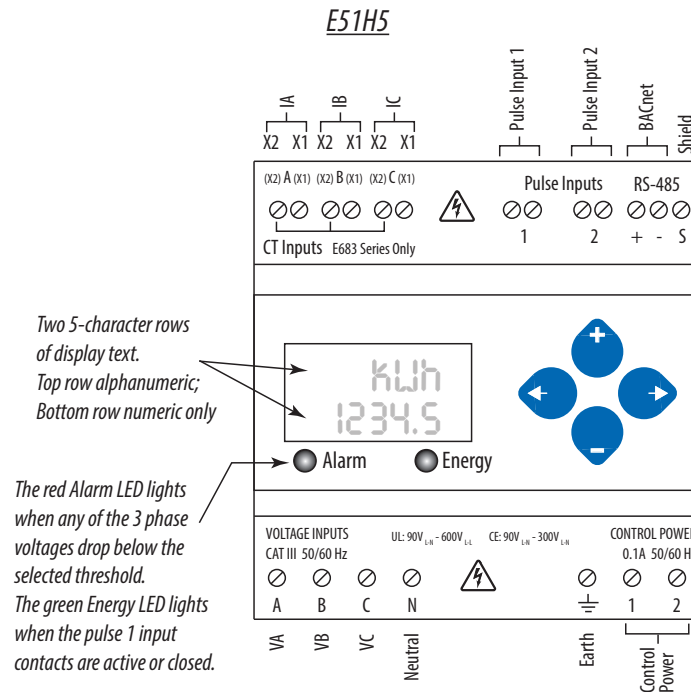 E51H5
IA IB IC Pulse Input 1 Pulse Input 2 BACnet Shield
X2 X1 X2 X1 X2 X1
(X2) A (X1) (X2) B (X1) (X2) C (X1) Pulse Inputs RS-485
1 2 + - S
CT Inputs E683 Series Only
Two 5-character rows
of display text.
Top row alphanumeric;
Bottom row numeric only
kWh
1234.5
+
-
Alarm Energy
The red Alarm LED lights
when any of the 3 phase
voltages drop below the
selected threshold.
The green Energy LED lights
when the pulse 1 input
contacts are active or closed.
VOLTAGE INPUTS UL: 90V L-N - 600V L-L CE: 90V L-N - 300V L-N CONTROL POWER
CAT III 50/60 Hz 0.1A 50/60 H
A B C N 1 2
VA VB VC Neutral Earth Control
Power